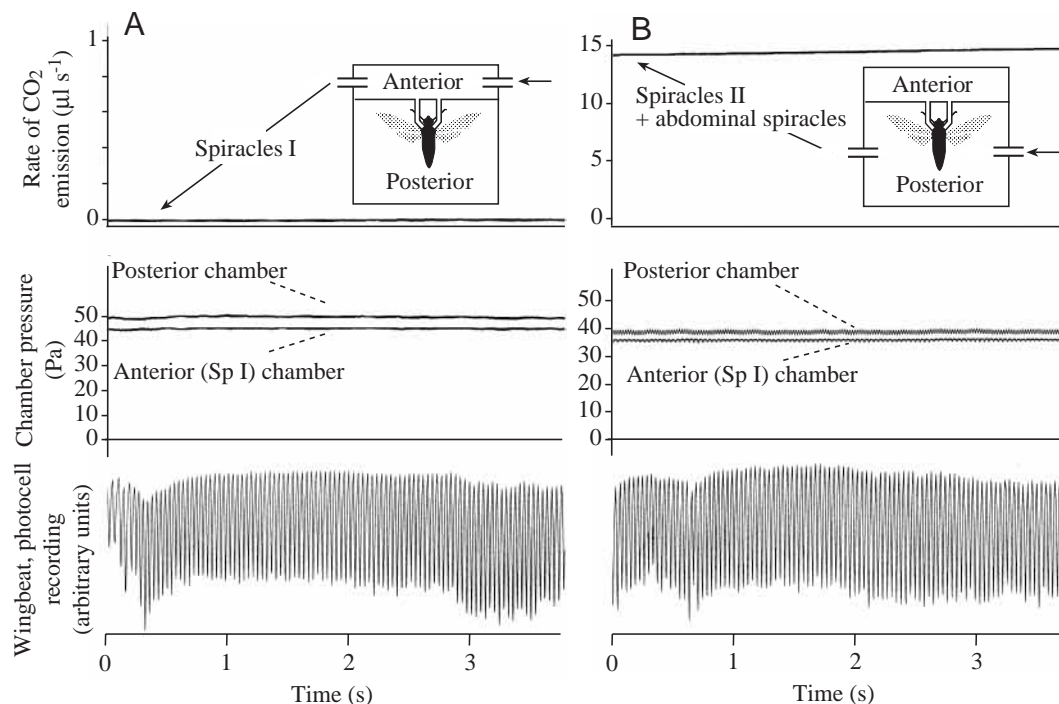 A
Rate of CO2
emission (µl s-1)
1
0
Spiracles I
Anterior
Posterior
Chamber pressure
(Pa)
50
40
30
20
10
0
Posterior chamber
Anterior (Sp I) chamber
Wingbeat, photocell
recording
(arbitrary units)
0 1 2 3
Time (s)
B
15
10
5
0
Spiracles II
+ abdominal spiracles
Anterior
Posterior
50
40
30
20
10
0
Posterior chamber
Anterior (Sp I) chamber
0 1 2 3
Time (s)